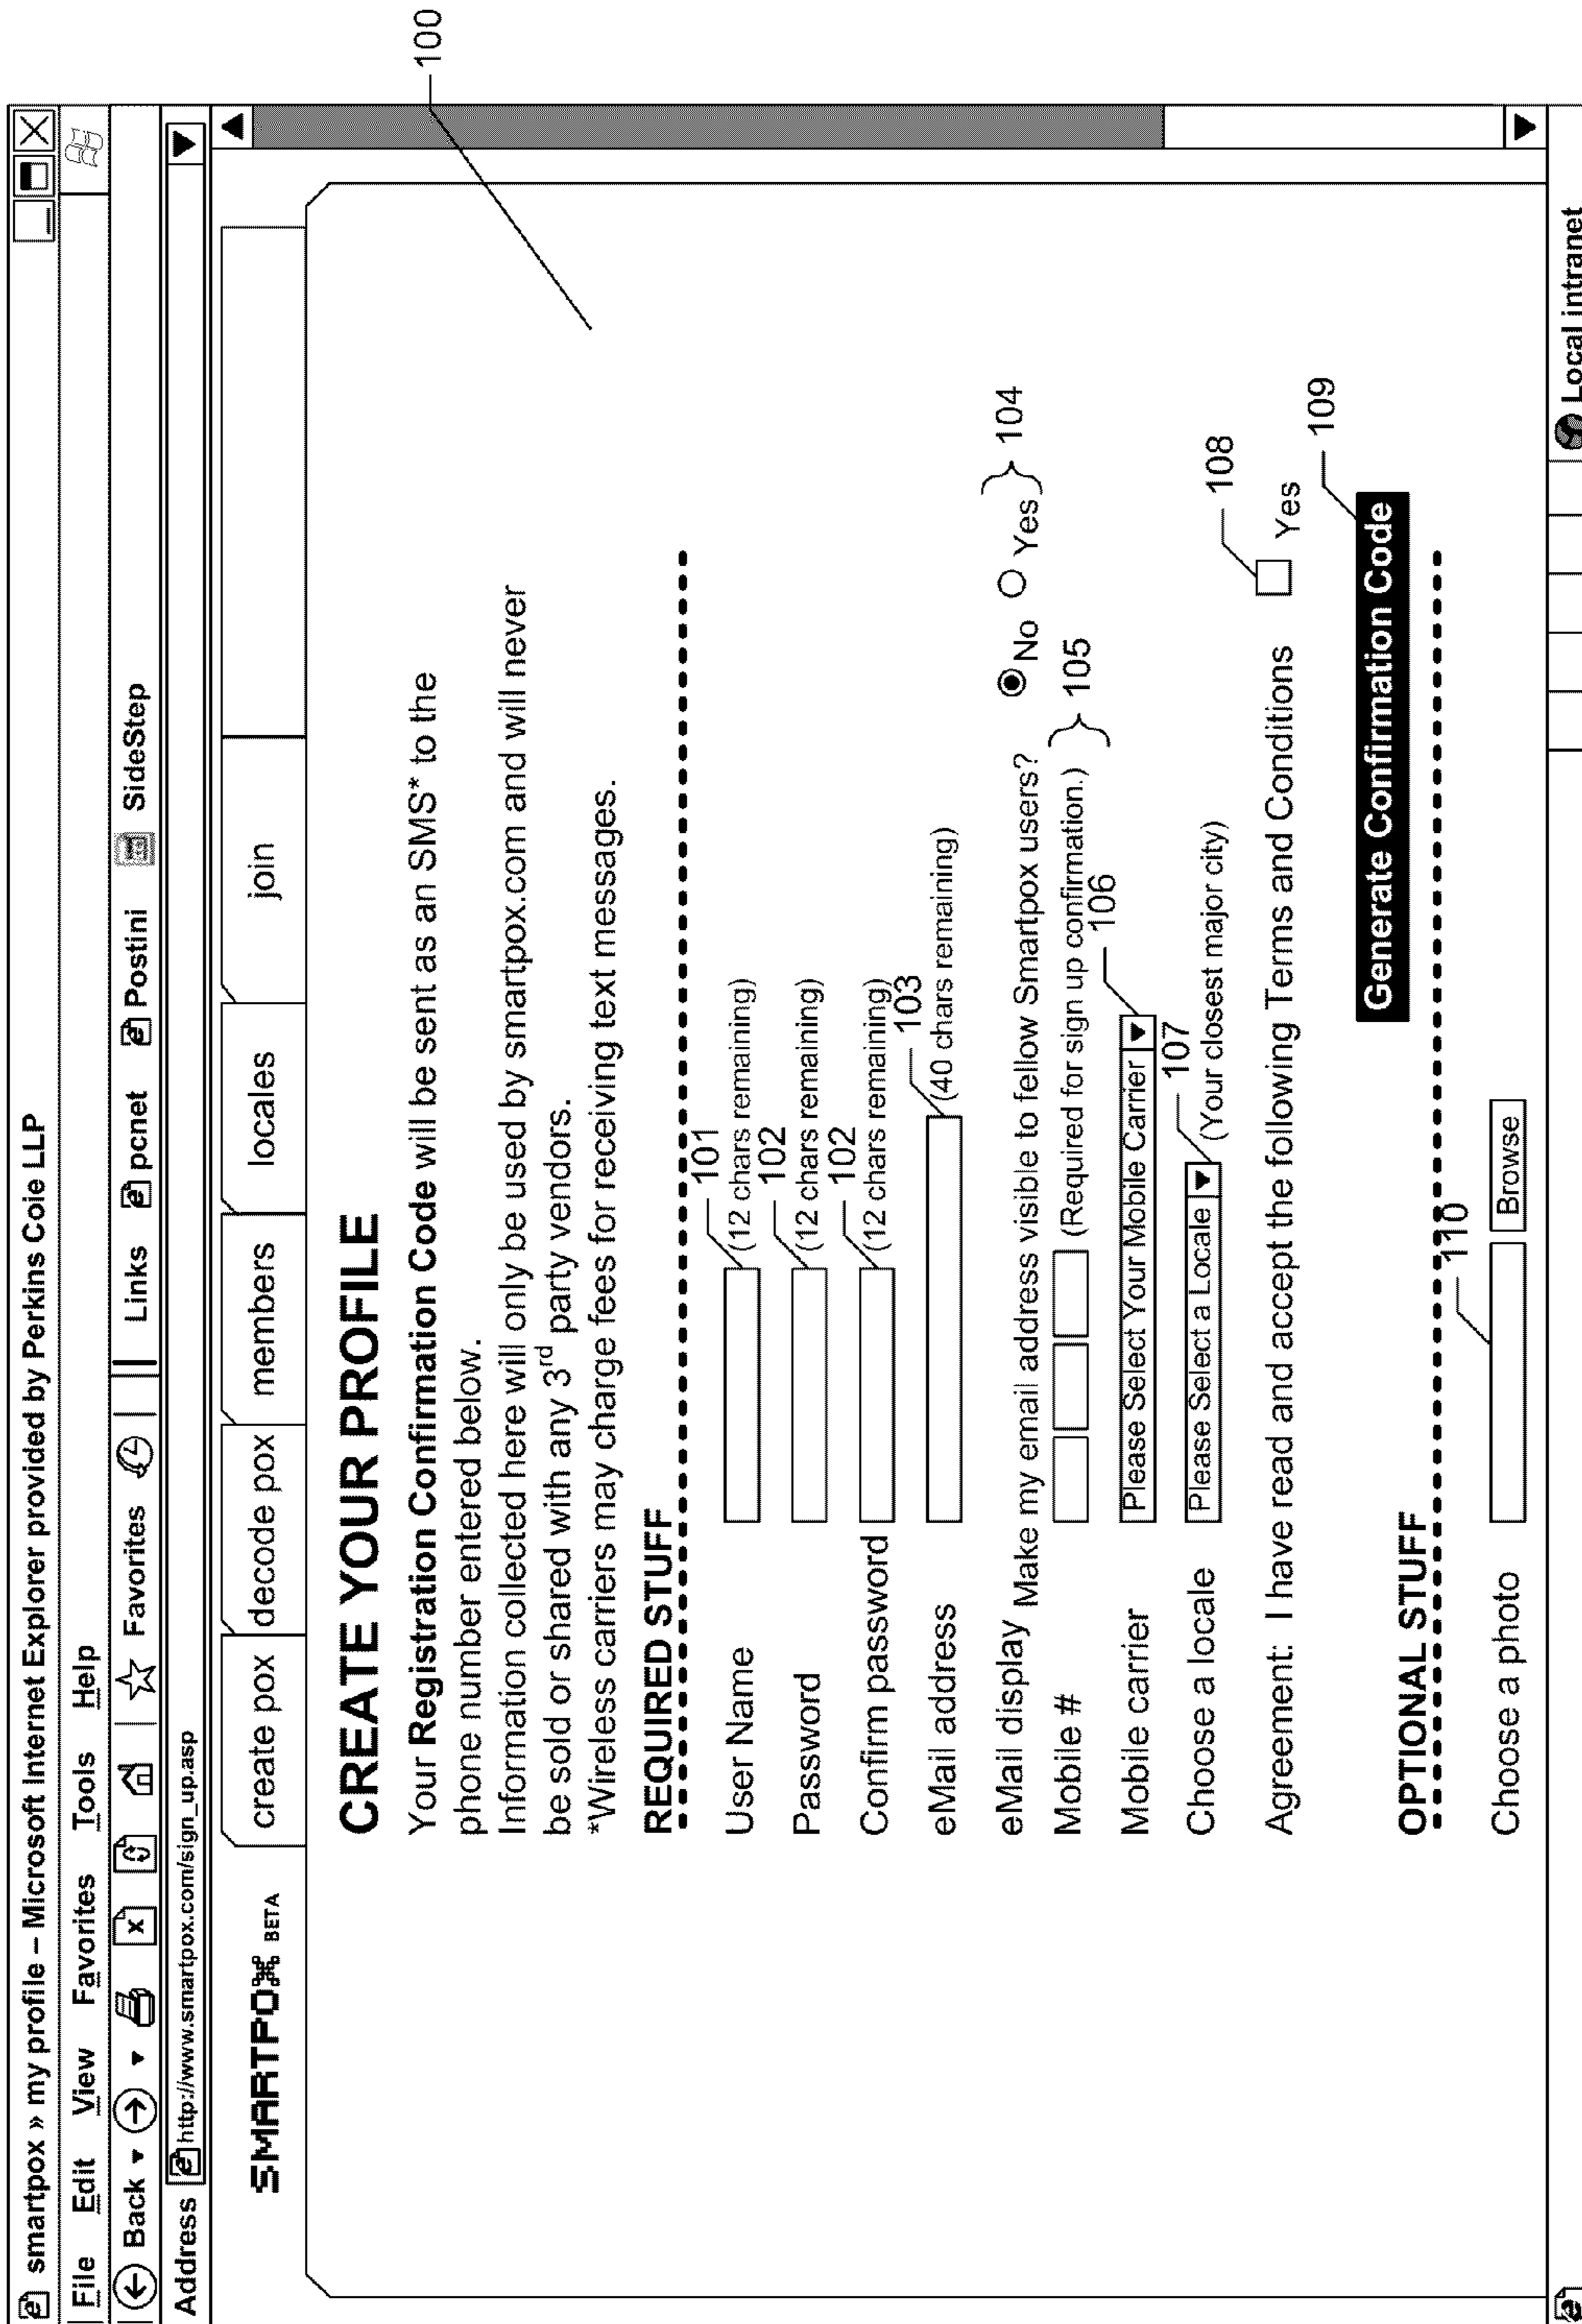 smartpox » my profile – Microsoft Internet Explorer provided by Perkins Coie LLP
File Edit View Favorites Tools Help
Back Favorites Links pcnet Postini SideStep
Address http://www.smartpox.com/sign_up.asp
SMARTPOX BETA
create pox decode pox members locales join
100
CREATE YOUR PROFILE
Your Registration Confirmation Code will be sent as an SMS* to the
phone number entered below.
Information collected here will only be used by smartpox.com and will never
be sold or shared with any 3rd party vendors.
*Wireless carriers may charge fees for receiving text messages.
REQUIRED STUFF
101
User Name (12 chars remaining)
102
Password (12 chars remaining)
102
Confirm password (12 chars remaining)
103
eMail address (40 chars remaining)
eMail display Make my email address visible to fellow Smartpox users? No Yes 104
Mobile # (Required for sign up confirmation.) 105
106
Mobile carrier Please Select Your Mobile Carrier
107
Choose a locale Please Select a Locale (Your closest major city)
108
Agreement: I have read and accept the following Terms and Conditions Yes
109
Generate Confirmation Code
OPTIONAL STUFF
110
Choose a photo Browse
Local intranet